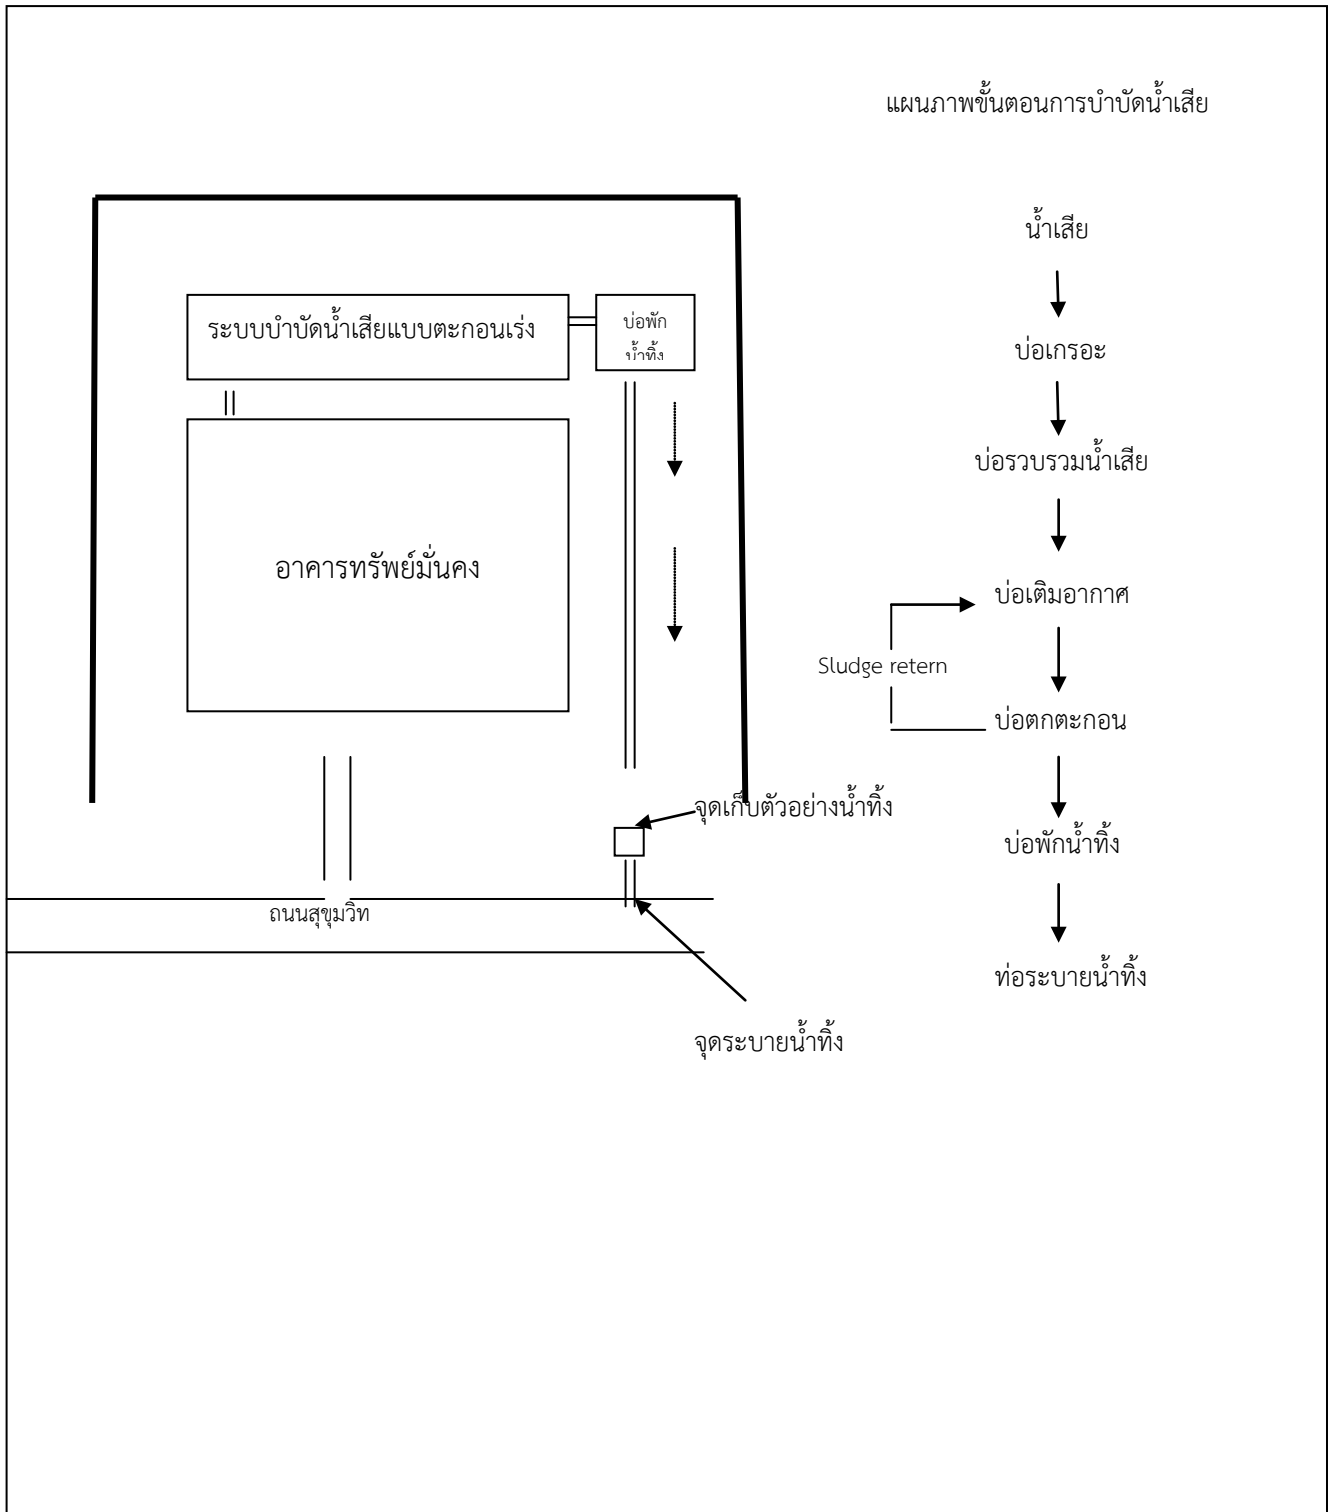 แผนภาพขั้นตอนการบำบัดน้ำเสีย
ระบบบำบัดน้ำเสียแบบตะกอนเร่ง
บ่อพัก
น้ำทิ้ง
อาคารทรัพย์มั่นคง
จุดเก็บตัวอย่างน้ำทิ้ง
ถนนสุขุมวิท
จุดระบายน้ำทิ้ง
น้ำเสีย
บ่อเกรอะ
บ่อรวบรวมน้ำเสีย
บ่อเติมอากาศ
Sludge retern
บ่อตกตะกอน
บ่อพักน้ำทิ้ง
ท่อระบายน้ำทิ้ง